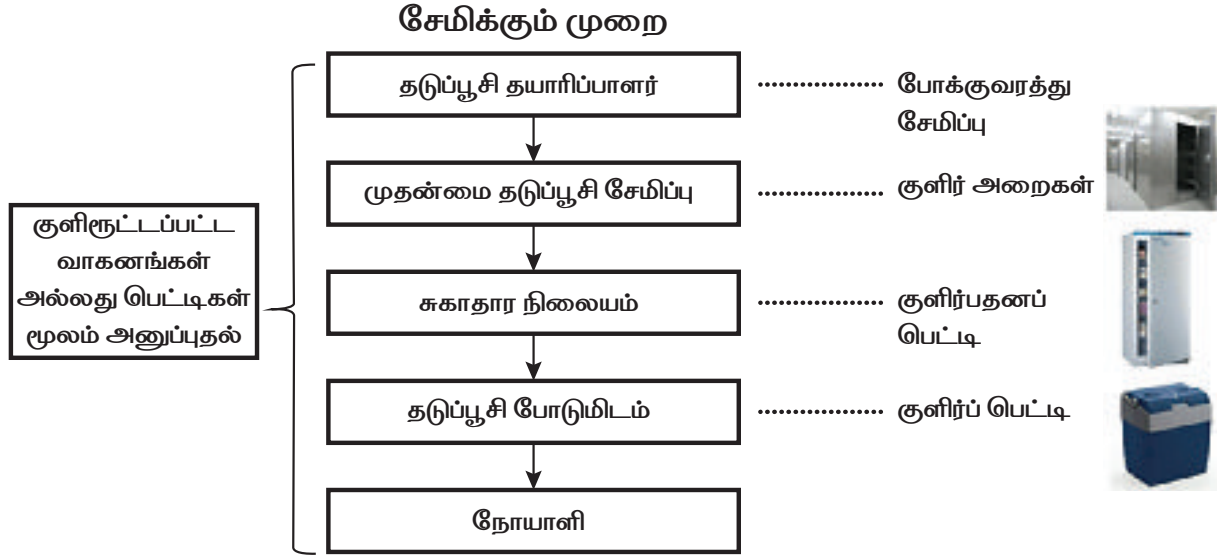 சேமிக்கும் முறை
தடுப்பூசி தயாரிப்பாளர்
போக்குவரத்து
சேமிப்பு
முதன்மை தடுப்பூசி சேமிப்பு
குளிர் அறைகள்
குளிரூட்டப்பட்ட
வாகனங்கள்
அல்லது பெட்டிகள்
மூலம் அனுப்புதல்
சுகாதார நிலையம்
குளிர்பதனப்
பெட்டி
தடுப்பூசி போடுமிடம்
குளிர்ப் பெட்டி
நோயாளி